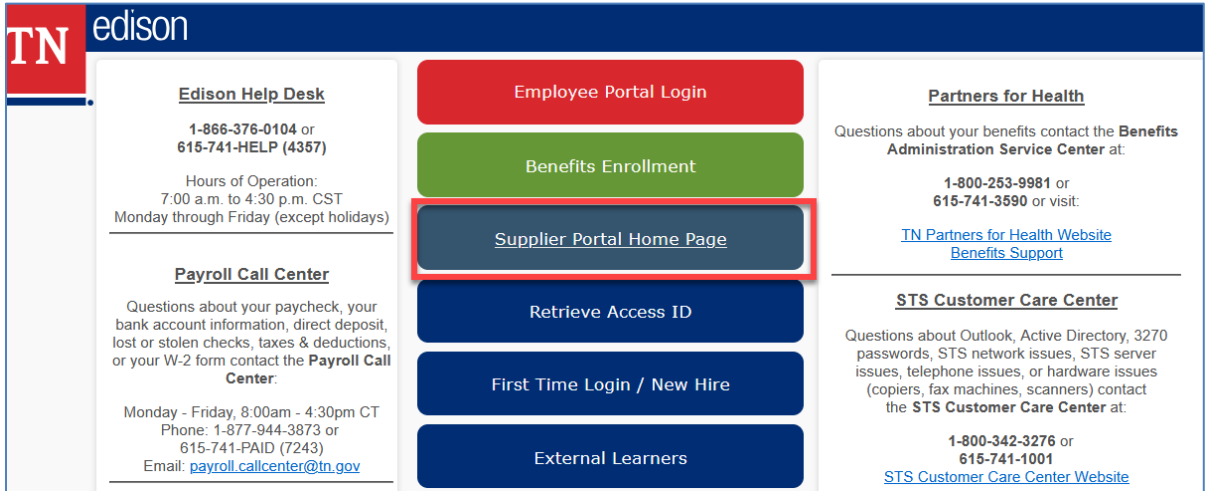 TN
edison
Edison Help Desk
1-866-376-0104 or
615-741-HELP (4357)
Hours of Operation:
7:00 a.m. to 4:30 p.m. CST
Monday through Friday (except holidays)
Payroll Call Center
Questions about your paycheck, your
bank account information, direct deposit,
lost or stolen checks, taxes & deductions,
or your W-2 form contact the Payroll Call
Center:
Monday - Friday, 8:00am - 4:30pm CT
Phone: 1-877-944-3873 or
615-741-PAID (7243)
Email: payroll.callcenter@tn.gov
Employee Portal Login
Benefits Enrollment
Supplier Portal Home Page
Retrieve Access ID
First Time Login / New Hire
External Learners
Partners for Health
Questions about your benefits contact the Benefits
Administration Service Center at:
1-800-253-9981 or
615-741-3590 or visit:
TN Partners for Health Website
Benefits Support
STS Customer Care Center
Questions about Outlook, Active Directory, 3270
passwords, STS network issues, STS server
issues, telephone issues, or hardware issues
(copiers, fax machines, scanners) contact
the STS Customer Care Center at:
1-800-342-3276 or
615-741-1001
STS Customer Care Center Website